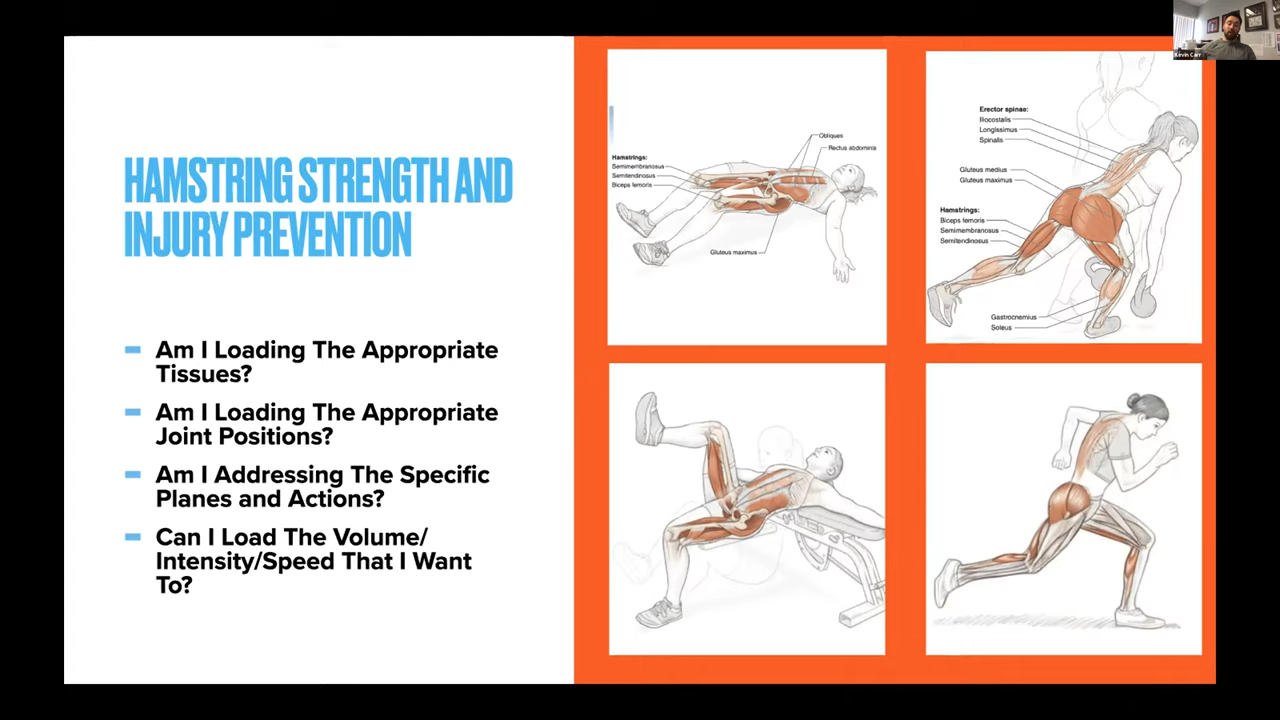 HAMSTRING STRENGTH AND
INJURY PREVENTION
Am I Loading The Appropriate
Tissues?
Am I Loading The Appropriate
Joint Positions?
Am I Addressing The Specific
Planes and Actions?
Can I Load The Volume/
Intensity/Speed That I Want
To?
Obliques
Rectus abdominis
Hamstrings:
Semimembranosus
Semitendinosus
Biceps femoris
Gluteus maximus
Erector spinae:
Iliocostalis
Longissimus
Spinalis
Gluteus medius
Gluteus maximus
Hamstrings:
Biceps femoris
Semimembranosus
Semitendinosus
Gastrocnemius
Soleus
Kevin Carr